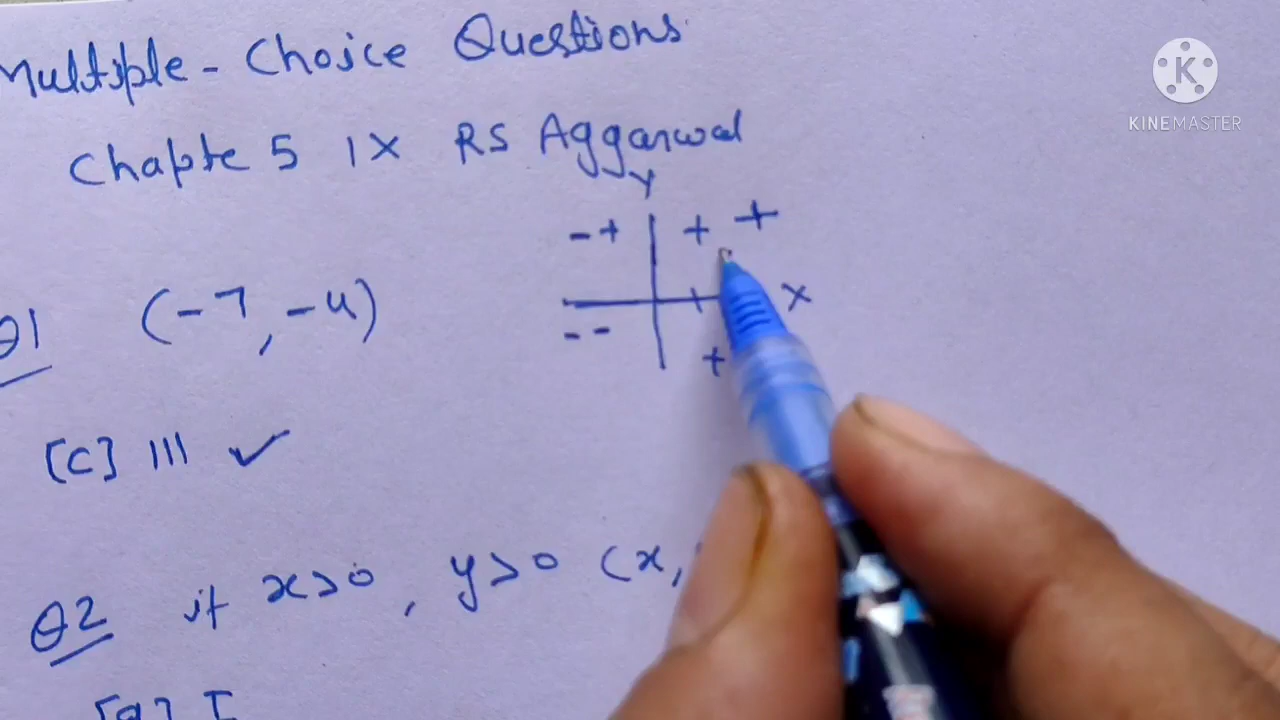 Multiple - Choice Questions
Chapte 5 IX RS Aggarwal
Y
- + + +
X
- - +
Q1 (-7, -4)
[C] III ✓
Q2 if x>0, y>0 (x,
[a] I
K
KINEMASTER